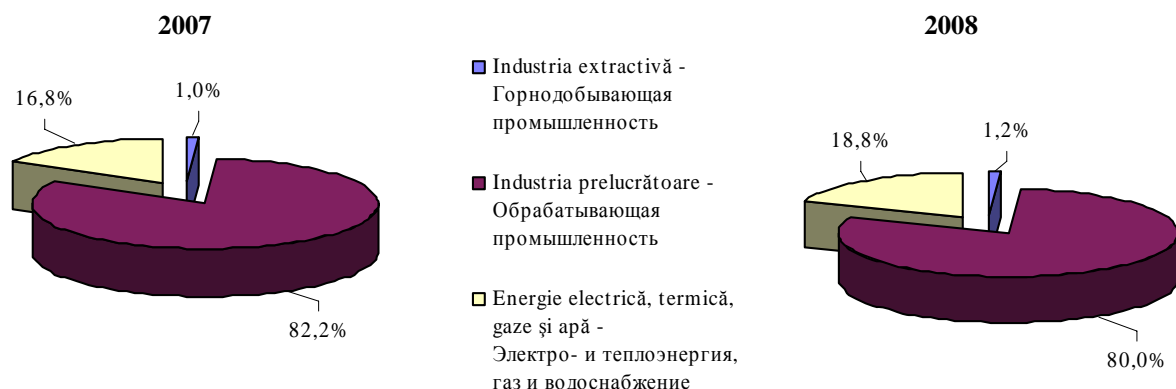 2007
16,8%
1,0%
82,2%
Industria extractivă -
Горнодобывающая
промышленность
Industria prelucrătoare -
Обрабатывающая
промышленность
Energie electrică, termică,
gaze şi apă -
Электро- и теплоэнергия,
газ и водоснабжение
2008
18,8%
1,2%
80,0%